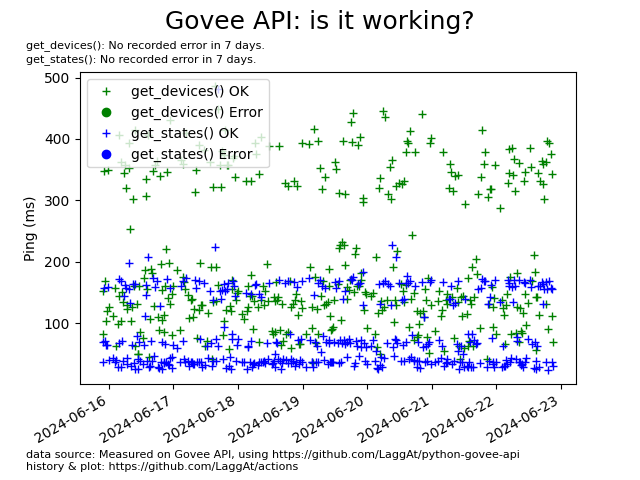 Govee API: is it working?
get_devices(): No recorded error in 7 days.
get_states(): No recorded error in 7 days.
500
400
300
200
100
Ping (ms)
get_devices() OK
get_devices() Error
get_states() OK
get_states() Error
2024-06-16
2024-06-17
2024-06-18
2024-06-19
2024-06-20
2024-06-21
2024-06-22
2024-06-23
data source: Measured on Govee API, using https://github.com/LaggAt/python-govee-api
history & plot: https://github.com/LaggAt/actions